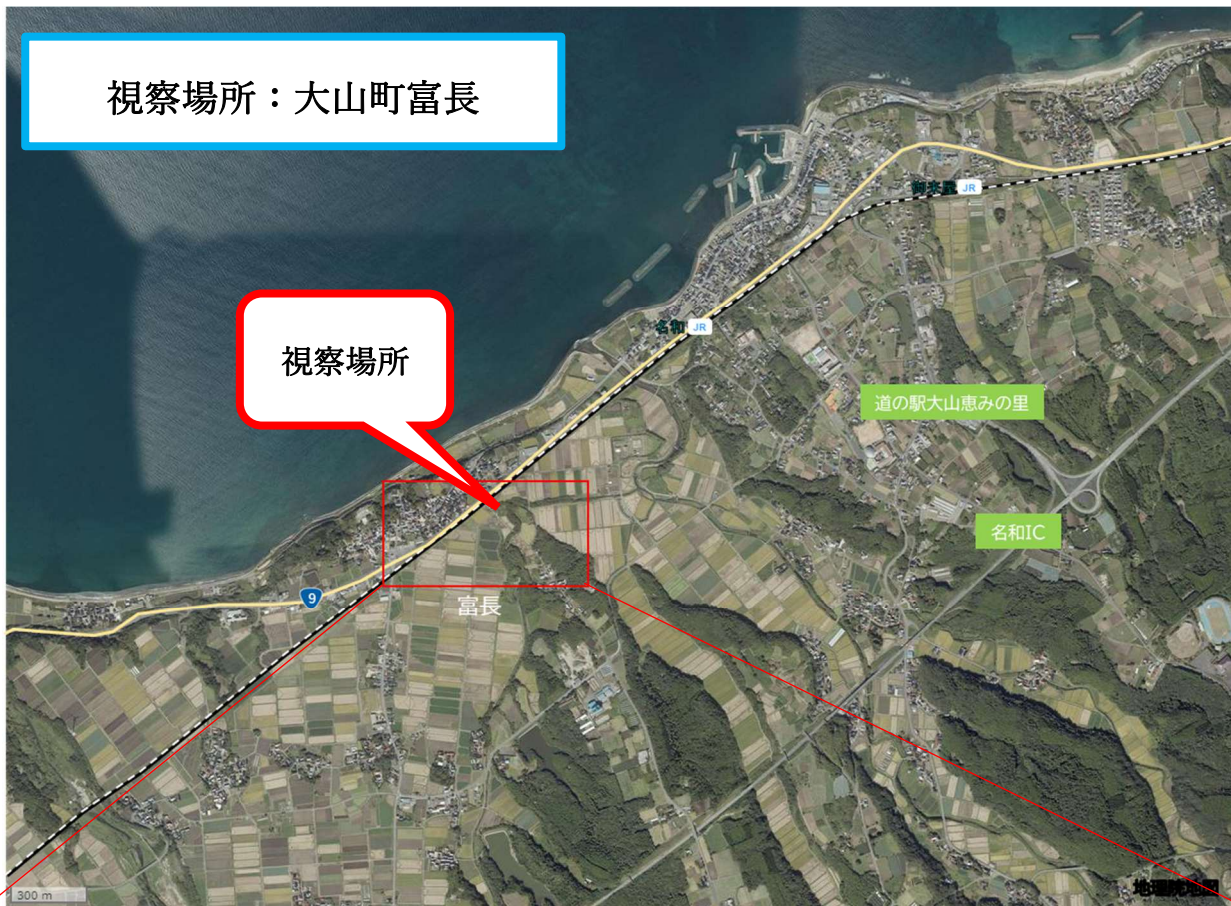 視察場所：大山町富長
御来屋 JR
名和 JR
視察場所
道の駅大山恵みの里
名和IC
9
富長
300 m
地理院地図